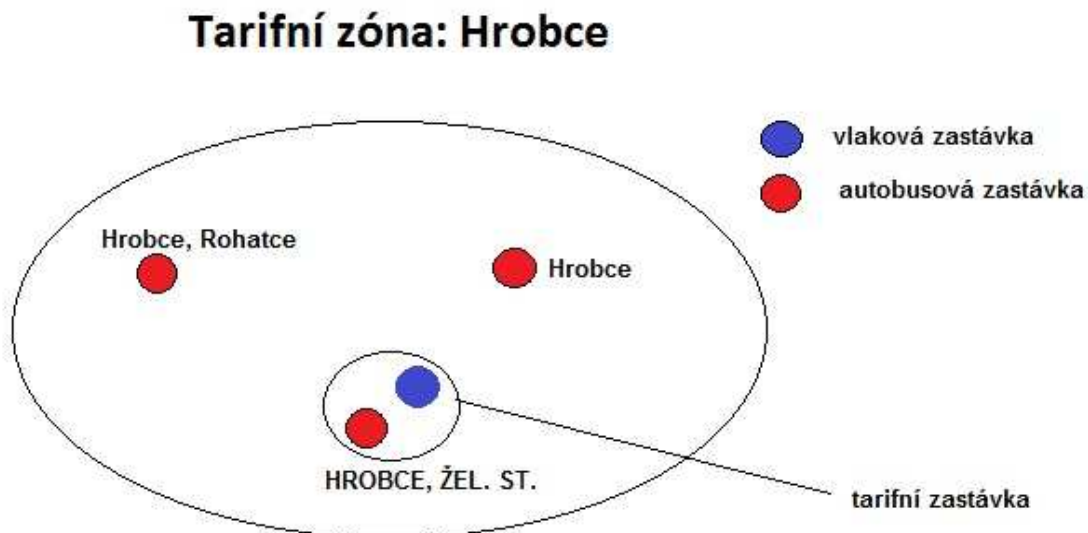 Tarifní zóna: Hrobce
vlaková zastávka
autobusová zastávka
Hrobce, Rohatce
Hrobce
HROBCE, ŽEL. ST.
tarifní zastávka